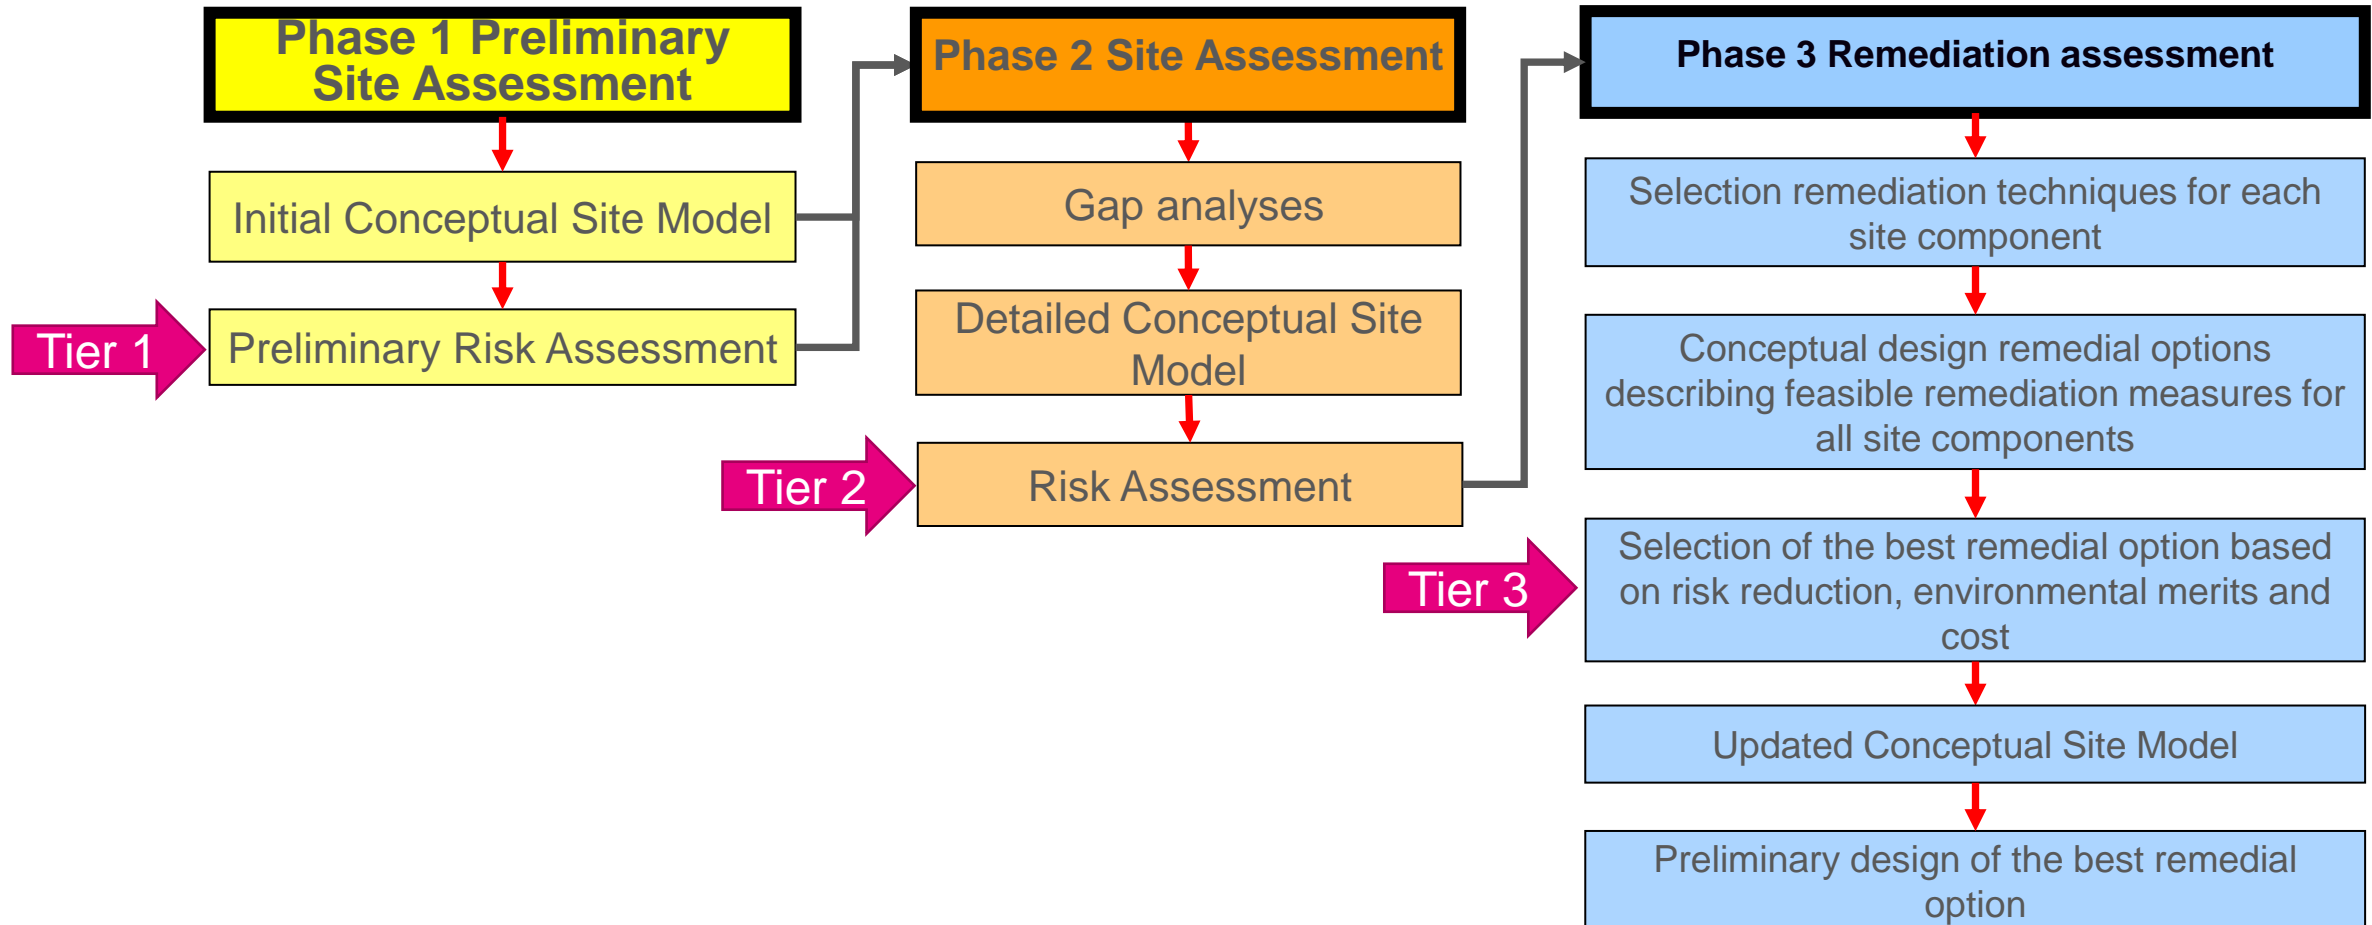 Phase 1 Preliminary
Site Assessment
Initial Conceptual Site Model
Tier 1
Preliminary Risk Assessment
Phase 2 Site Assessment
Gap analyses
Detailed Conceptual Site
Model
Tier 2
Risk Assessment
Phase 3 Remediation assessment
Selection remediation techniques for each
site component
Conceptual design remedial options
describing feasible remediation measures for
all site components
Tier 3
Selection of the best remedial option based
on risk reduction, environmental merits and
cost
Updated Conceptual Site Model
Preliminary design of the best remedial
option